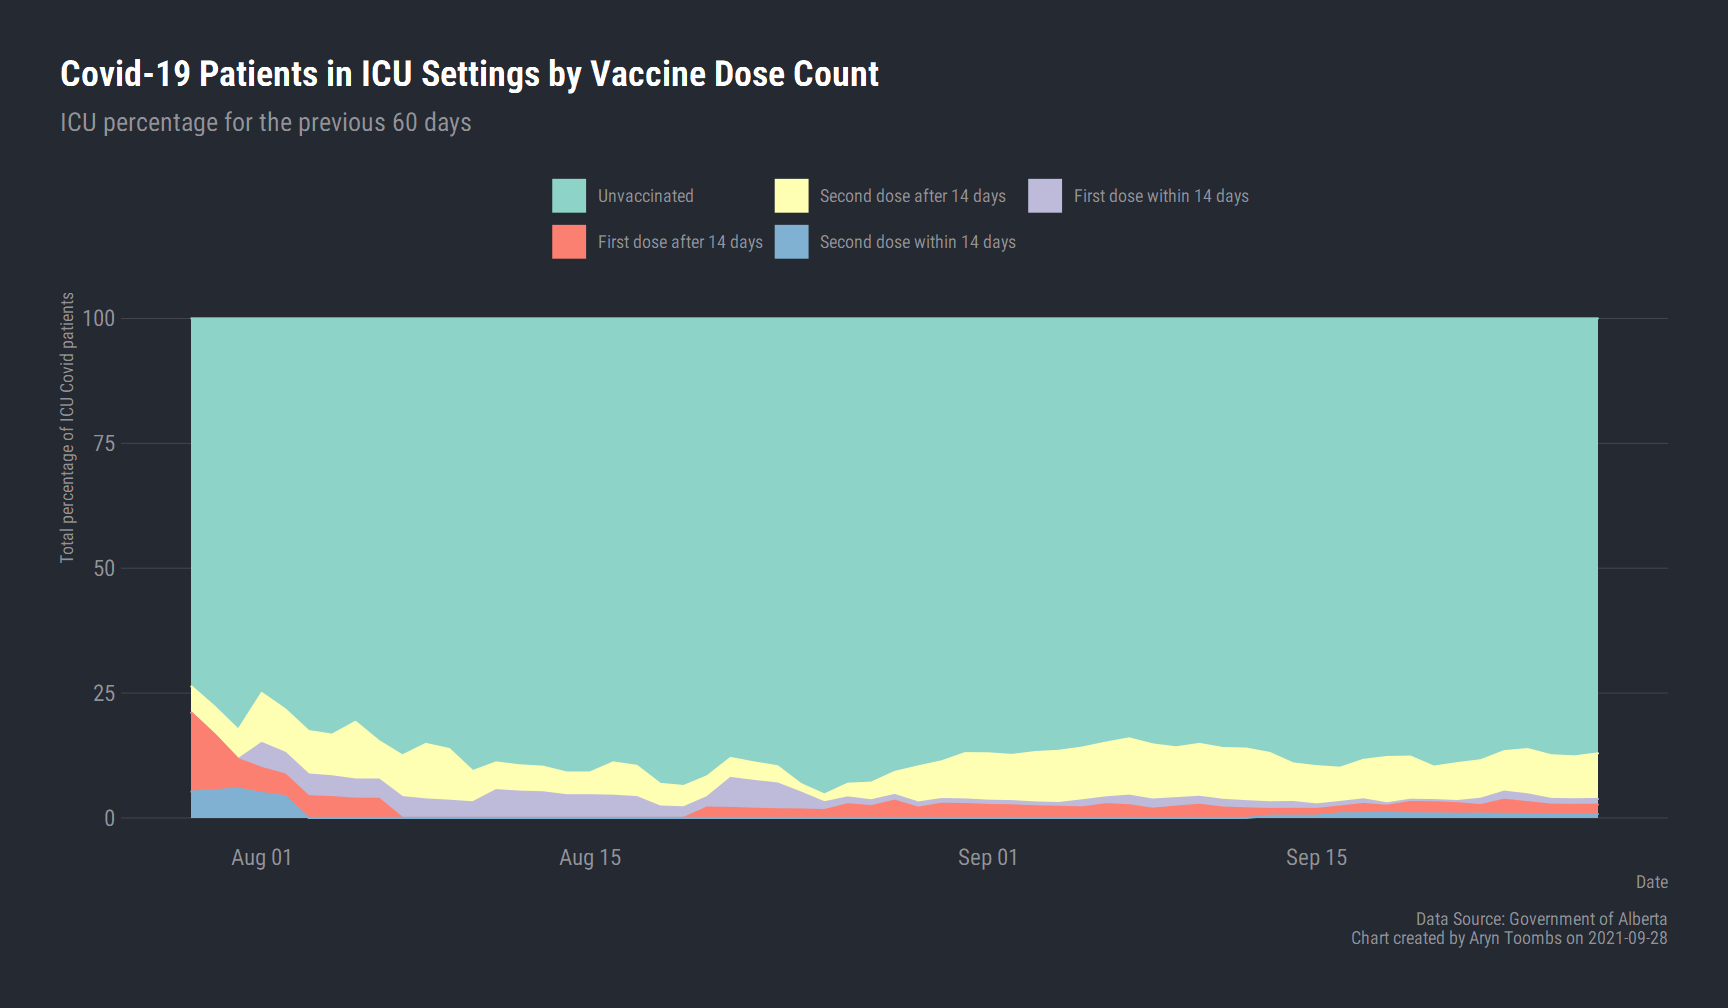 Covid-19 Patients in ICU Settings by Vaccine Dose Count
ICU percentage for the previous 60 days
Unvaccinated
Second dose after 14 days
First dose within 14 days
First dose after 14 days
Second dose within 14 days
Total percentage of ICU Covid patients
100
75
50
25
0
Aug 01
Aug 15
Sep 01
Sep 15
Date
Data Source: Government of Alberta
Chart created by Aryn Toombs on 2021-09-28